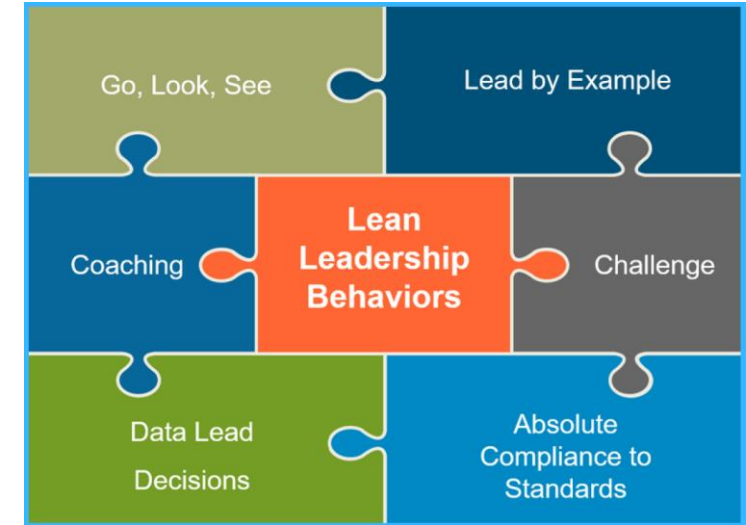 Go, Look, See
Lead by Example
Coaching
Lean
Leadership
Behaviors
Challenge
Data Lead
Decisions
Absolute
Compliance to
Standards